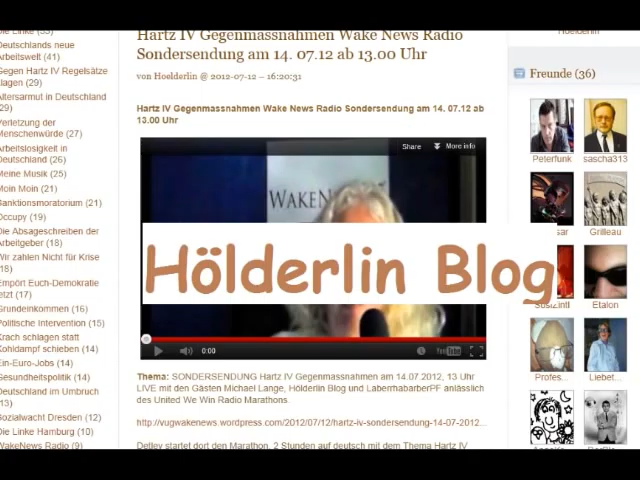 Die Linke (35)
Deutschlands neue
Arbeitswelt (41)
Gegen Hartz IV Regelsätze
klagen (29)
Altersarmut in Deutschland
(29)
Verletzung der
Menschenwürde (27)
Arbeitslosigkeit in
Deutschland (26)
Meine Musik (25)
Moin Moin (21)
Sanktionsmoratorium (21)
Occupy (19)
Die Absageschreiben der
Arbeitgeber (18)
Wir zahlen Nicht für Krise
(18)
Empört Euch-Demokratie
jetzt (17)
Grundeinkommen (16)
Politische Intervention (15)
Krach schlagen statt
Kohldampf schieben (14)
Ein-Euro-Jobs (14)
Gesundheitspolitik (14)
Deutschland im Umbruch
(13)
Sozialwacht Dresden (12)
Die Linke Hamburg (10)
WakeNews Radio (9)
Hartz IV Gegenmassnahmen Wake News Radio
Sondersendung am 14. 07.12 ab 13.00 Uhr
von Hoelderlin @ 2012-07-12 – 16:20:31
Hartz IV Gegenmassnahmen Wake News Radio Sondersendung am 14. 07.12 ab
13.00 Uhr
Share More info
WAKEN
Hölderlin Blog
0:00 YouTube
Thema: SONDERSENDUNG Hartz IV Gegenmassnahmen am 14.07.2012, 13 Uhr
LIVE mit den Gästen Michael Lange, Hölderlin Blog und LaberrhabarberPF anlässlich
des United We Win Radio Marathons.
http://vugwakenews.wordpress.com/2012/07/12/hartz-iv-sondersendung-14-07-2012...
Detlev startet dort den Marathon, 2 Stunden auf deutsch mit dem Thema Hartz IV
Hoelderlin
Freunde (36)
Peterfunk sascha313
sar Grilleau
Etalon
Profes... Liebet...